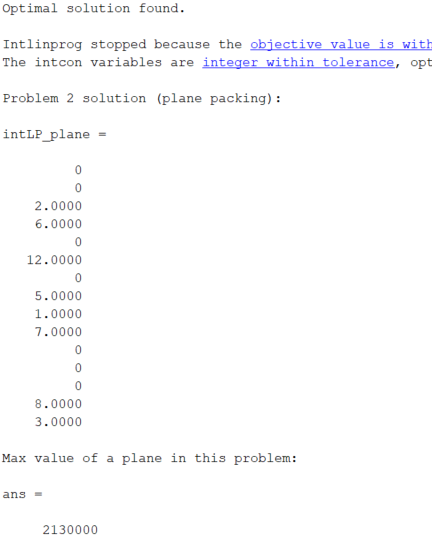 Optimal solution found.
Intlinprog stopped because the objective value is with
The intcon variables are integer within tolerance, opt
Problem 2 solution (plane packing):
intLP_plane =
0
0
2.0000
6.0000
0
12.0000
0
5.0000
1.0000
7.0000
0
0
0
8.0000
3.0000
Max value of a plane in this problem:
ans =
2130000